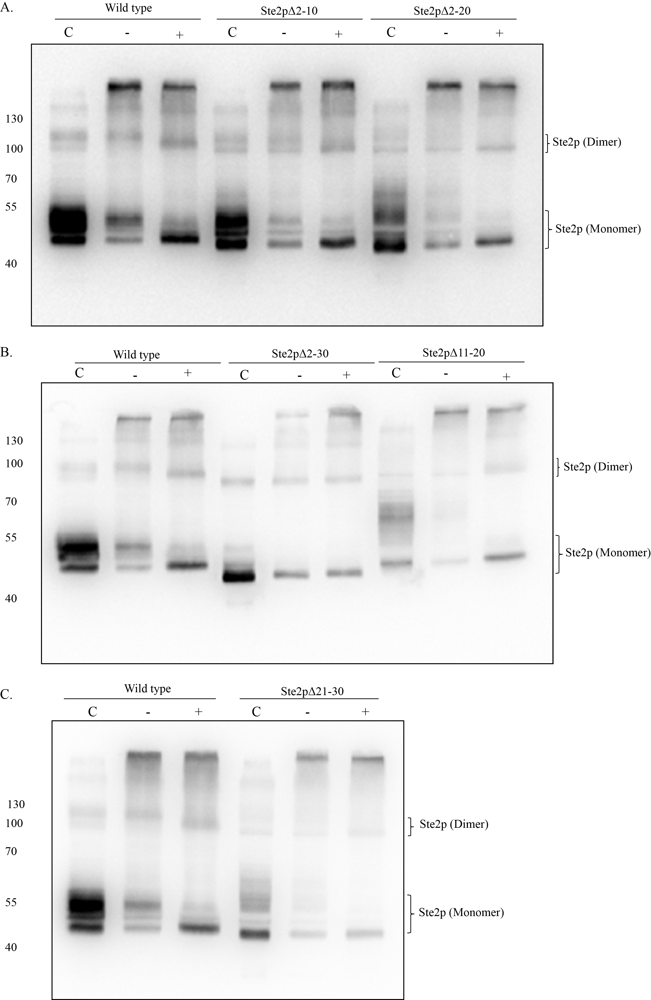 A.
Wild type Ste2pΔ2-10 Ste2pΔ2-20
C - + C - + C - +
130
100
Ste2p (Dimer)
70
55
Ste2p (Monomer)
40
B.
Wild type Ste2pΔ2-30 Ste2pΔ11-20
C - + C - + C - +
130
100
Ste2p (Dimer)
70
55
Ste2p (Monomer)
40
C.
Wild type Ste2pΔ21-30
C - + C - +
130
100
Ste2p (Dimer)
70
55
Ste2p (Monomer)
40